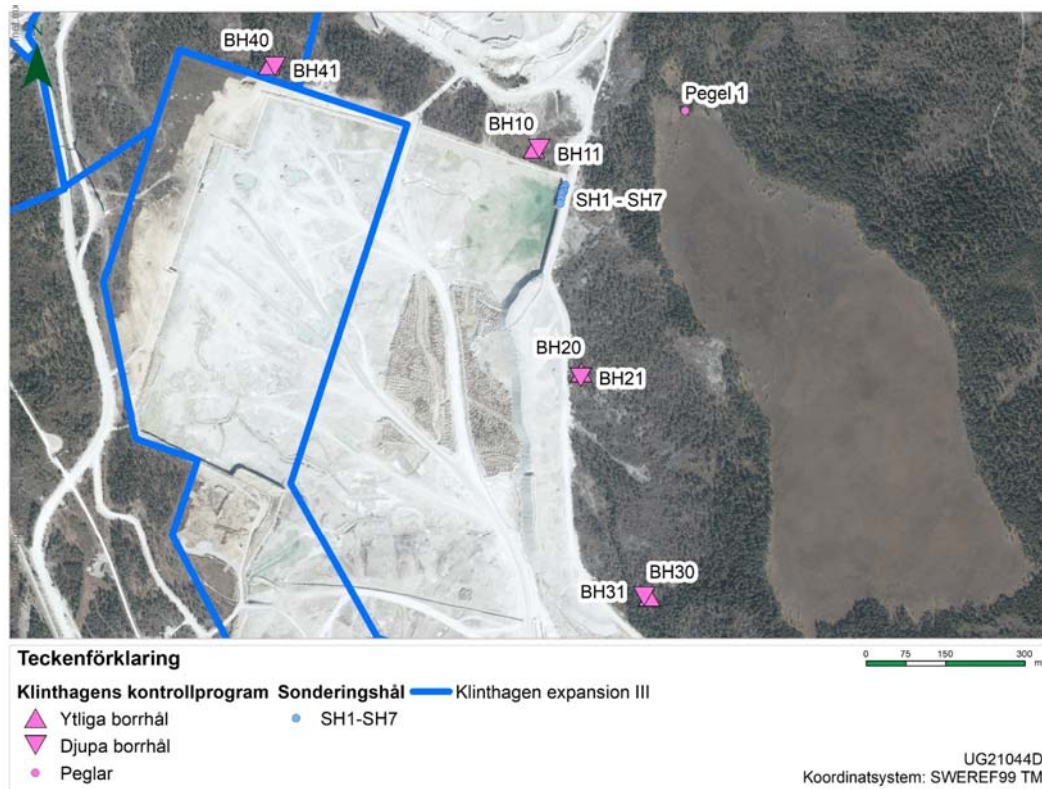 BH40
BH41
Pegel 1
BH10
BH11
SH1 - SH7
BH20
BH21
BH30
BH31
Teckenförklaring
Klinthagens kontrollprogram Sonderingshål Klinthagen expansion III
Ytliga borrhål SH1-SH7
Djupa borrhål
Peglar
0 75 150 300
m
UG21044D
Koordinatsystem: SWEREF99 TM